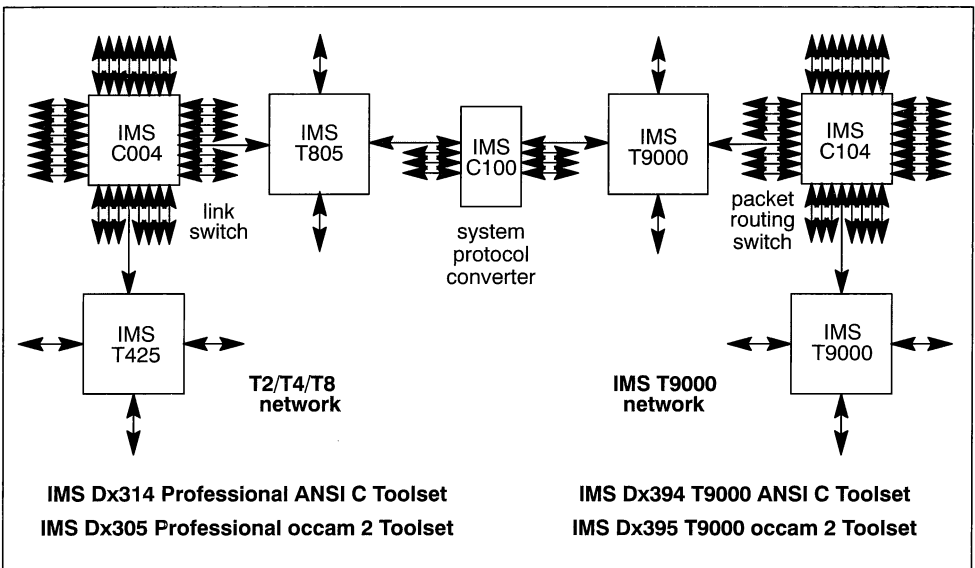 IMS
C004
IMS
T805
IMS
C100
IMS
T9000
IMS
C104
link
switch
system
protocol
converter
packet
routing
switch
IMS
T425
IMS
T9000
T2/T4/T8
network
IMS T9000
network
IMS Dx314 Professional ANSI C Toolset
IMS Dx305 Professional occam 2 Toolset
IMS Dx394 T9000 ANSI C Toolset
IMS Dx395 T9000 occam 2 Toolset